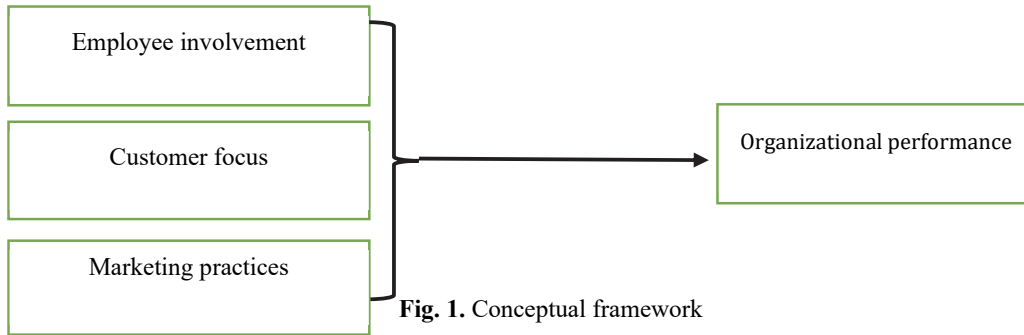 Employee involvement
Customer focus
Organizational performance
Marketing practices
Fig. 1. Conceptual framework